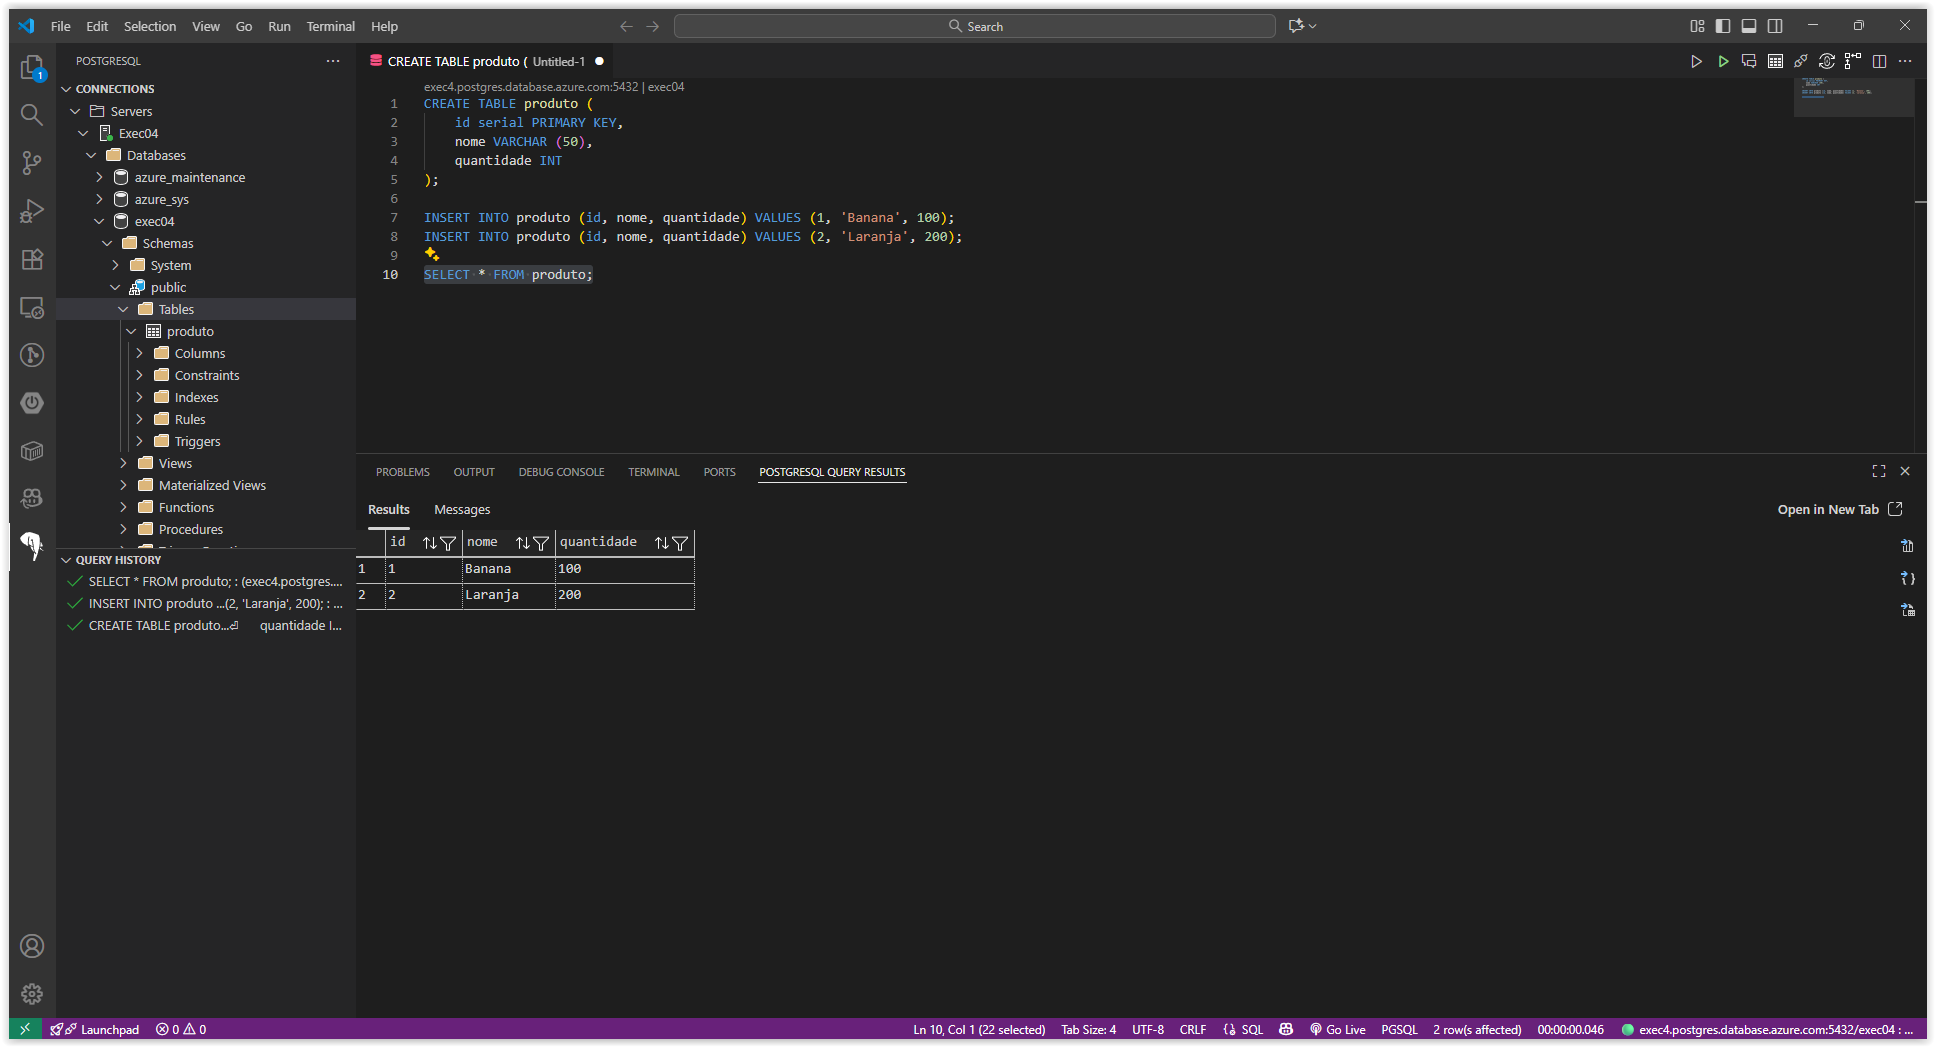 File Edit Selection View Go Run Terminal Help
Search
POSTGRESQL
CONNECTIONS
Servers
Exec04
Databases
azure_maintenance
azure_sys
exec04
Schemas
System
public
Tables
produto
Columns
Constraints
Indexes
Rules
Triggers
Views
Materialized Views
Functions
Procedures
QUERY HISTORY
SELECT * FROM produto; : (exec4.postgres....
INSERT INTO produto ...(2, 'Laranja', 200); : ...
CREATE TABLE produto...⏎ quantidade I...
1
CREATE TABLE produto ( Untitled-1
exec4.postgres.database.azure.com:5432 | exec04
1 CREATE TABLE produto (
2 id serial PRIMARY KEY,
3 nome VARCHAR (50),
4 quantidade INT
5 );
6
7 INSERT INTO produto (id, nome, quantidade) VALUES (1, 'Banana', 100);
8 INSERT INTO produto (id, nome, quantidade) VALUES (2, 'Laranja', 200);
9
10 SELECT * FROM produto;
PROBLEMS OUTPUT DEBUG CONSOLE TERMINAL PORTS POSTGRESQL QUERY RESULTS
Results Messages
Open in New Tab
id nome quantidade
1 1 Banana 100
2 2 Laranja 200
Launchpad 0 0
Ln 10, Col 1 (22 selected) Tab Size: 4 UTF-8 CRLF SQL Go Live PGSQL 2 row(s affected) 00:00:00.046 exec4.postgres.database.azure.com:5432/exec04 : ...